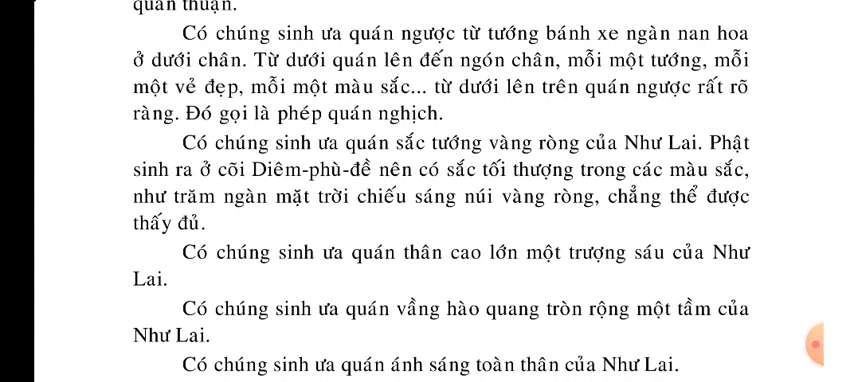 quán thuận.
Có chúng sinh ưa quán ngược từ tướng bánh xe ngàn nan hoa
ở dưới chân. Từ dưới quán lên đến ngón chân, mỗi một tướng, mỗi
một vẻ đẹp, mỗi một màu sắc... từ dưới lên trên quán ngược rất rõ
ràng. Đó gọi là phép quán nghịch.
Có chúng sinh ưa quán sắc tướng vàng ròng của Như Lai. Phật
sinh ra ở cõi Diêm-phù-đề nên có sắc tối thượng trong các màu sắc,
như trăm ngàn mặt trời chiếu sáng núi vàng ròng, chẳng thể được
thấy đủ.
Có chúng sinh ưa quán thân cao lớn một trượng sáu của Như
Lai.
Có chúng sinh ưa quán vầng hào quang tròn rộng một tầm của
Như Lai.
Có chúng sinh ưa quán ánh sáng toàn thân của Như Lai.